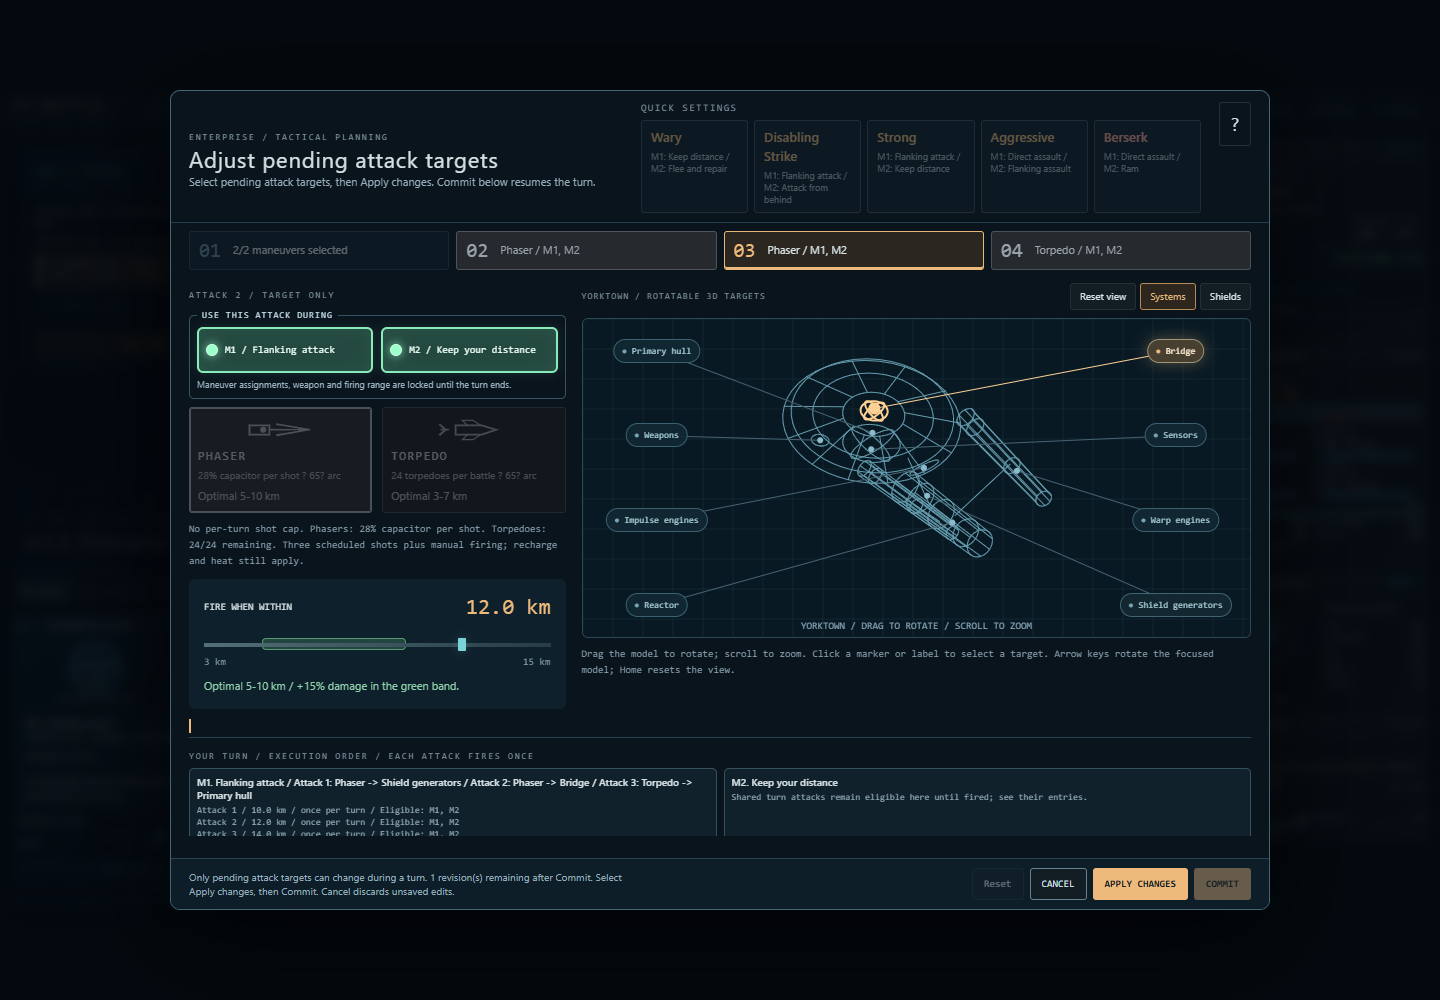 QUICK SETTINGS
ENTERPRISE / TACTICAL PLANNING
Adjust pending attack targets
Select pending attack targets, then Apply changes. Commit below resumes the turn.
Wary
M1: Keep distance /
M2: Flee and repair
Disabling
Strike
M1: Flanking attack /
M2: Attack from
behind
Strong
M1: Flanking attack /
M2: Keep distance
Aggressive
M1: Direct assault /
M2: Flanking assault
Berserk
M1: Direct assault /
M2: Ram
?
01 2/2 maneuvers selected
02 Phaser / M1, M2
03 Phaser / M1, M2
04 Torpedo / M1, M2
ATTACK 2 / TARGET ONLY
USE THIS ATTACK DURING
M1 / Flanking attack
M2 / Keep your distance
Maneuver assignments, weapon and firing range are locked until the turn ends.
PHASER
28% capacitor per shot ? 65? arc
Optimal 5-10 km
TORPEDO
24 torpedoes per battle ? 65? arc
Optimal 3-7 km
No per-turn shot cap. Phasers: 28% capacitor per shot. Torpedoes:
24/24 remaining. Three scheduled shots plus manual firing; recharge
and heat still apply.
FIRE WHEN WITHIN
12.0 km
3 km
15 km
Optimal 5-10 km / +15% damage in the green band.
YORKTOWN / ROTATABLE 3D TARGETS
Reset view
Systems
Shields
Primary hull
Bridge
Weapons
Sensors
Impulse engines
Warp engines
Reactor
Shield generators
YORKTOWN / DRAG TO ROTATE / SCROLL TO ZOOM
Drag the model to rotate; scroll to zoom. Click a marker or label to select a target. Arrow keys rotate the focused
model; Home resets the view.
YOUR TURN / EXECUTION ORDER / EACH ATTACK FIRES ONCE
M1. Flanking attack / Attack 1: Phaser -> Shield generators / Attack 2: Phaser -> Bridge / Attack 3: Torpedo ->
Primary hull
Attack 1 / 10.0 km / once per turn / Eligible: M1, M2
Attack 2 / 12.0 km / once per turn / Eligible: M1, M2
Attack 3 / 14.0 km / once per turn / Eligible: M1, M2
M2. Keep your distance
Shared turn attacks remain eligible here until fired; see their entries.
Only pending attack targets can change during a turn. 1 revision(s) remaining after Commit. Select
Apply changes, then Commit. Cancel discards unsaved edits.
Reset
CANCEL
APPLY CHANGES
COMMIT